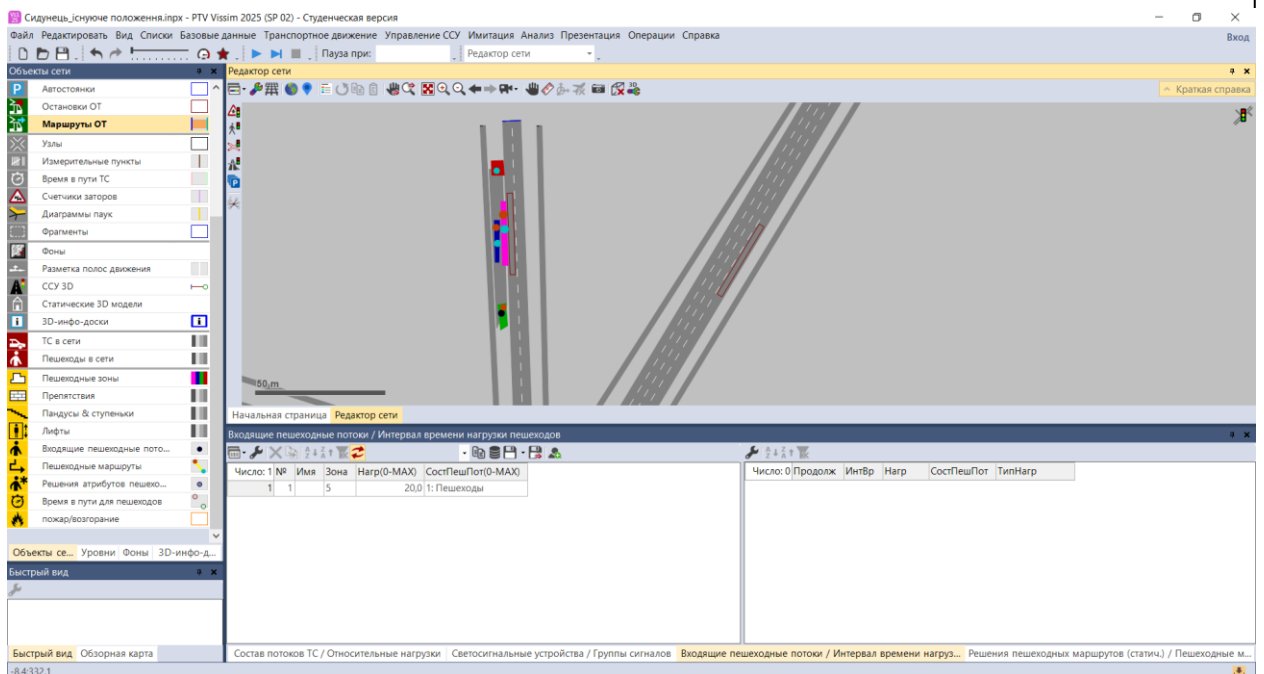 Сидунець_існуюче положення.inpx - PTV Vissim 2025 (SP 02) - Студенческая версия
Файл Редактировать Вид Списки Базовые данные Транспортное движение Управление ССУ Имитация Анализ Презентация Операции Справка
Вход
Пауза при: Редактор сети
Объекты сети
Редактор сети
Краткая справка
Автостоянки
Остановки ОТ
Маршруты ОТ
Узлы
Измерительные пункты
Время в пути ТС
Счетчики заторов
Диаграммы паук
Фрагменты
Фоны
Разметка полос движения
ССУ 3D
Статические 3D модели
3D-инфо-доски
ТС в сети
Пешеходы в сети
Пешеходные зоны
Препятствия
Пандусы & ступеньки
Лифты
Входящие пешеходные пото...
Пешеходные маршруты
Решения атрибутов пешехо...
Время в пути для пешеходов
пожар/возгорание
Объекты се... Уровни Фоны 3D-инфо-д...
Быстрый вид
Быстрый вид Обзорная карта
50 m
Начальная страница Редактор сети
Входящие пешеходные потоки / Интервал времени нагрузки пешеходов
Число: 1 № Имя Зона Нагр(0-MAX) СостПешПот(0-MAX)
1 1 5 20,0 1: Пешеходы
Число: 0 Продолж ИнтВр Нагр СостПешПот ТипНагр
Состав потоков ТС / Относительные нагрузки Светосигнальные устройства / Группы сигналов Входящие пешеходные потоки / Интервал времени нагруз... Решения пешеходных маршрутов (статич.) / Пешеходные м...
-8.4:332.1